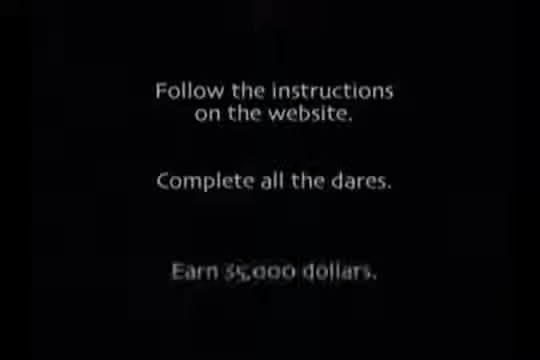 Follow the instructions
on the website.
Complete all the dares.
Earn 35,000 dollars.